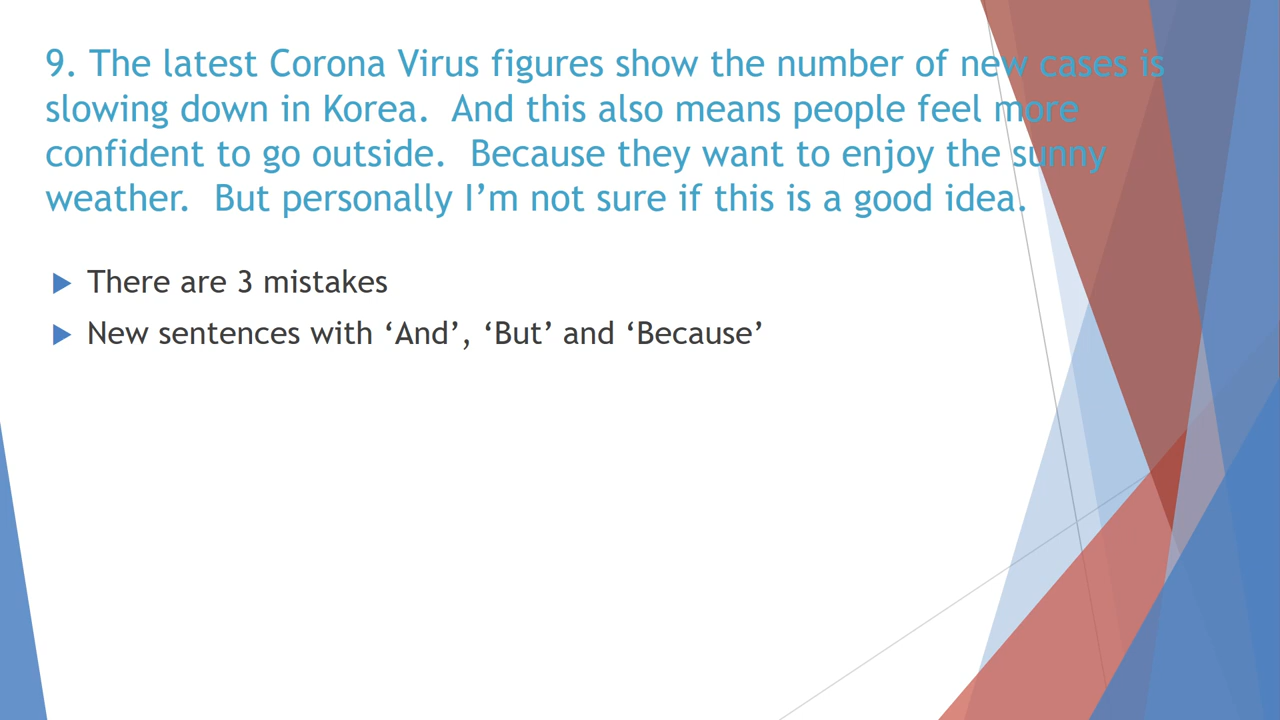 9. The latest Corona Virus figures show the number of new cases is
slowing down in Korea.  And this also means people feel more
confident to go outside.  Because they want to enjoy the sunny
weather.  But personally I’m not sure if this is a good idea.
There are 3 mistakes
New sentences with ‘And’, ‘But’ and ‘Because’